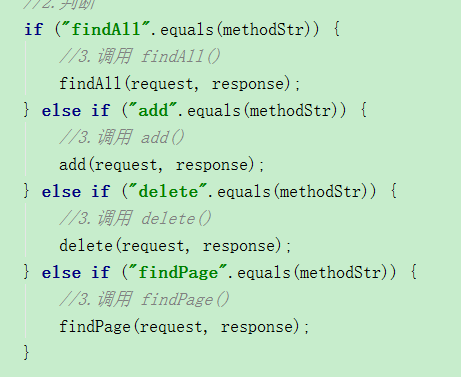 //2.判断
if ("findAll".equals(methodStr)) {
//3.调用 findAll()
findAll(request, response);
} else if ("add".equals(methodStr)) {
//3.调用 add()
add(request, response);
} else if ("delete".equals(methodStr)) {
//3.调用 delete()
delete(request, response);
} else if ("findPage".equals(methodStr)) {
//3.调用 findPage()
findPage(request, response);
}